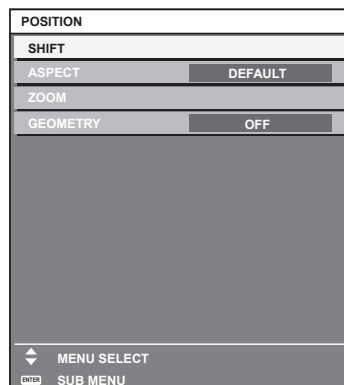 POSITION
SHIFT
ASPECT DEFAULT
ZOOM
GEOMETRY OFF
MENU SELECT
ENTER SUB MENU